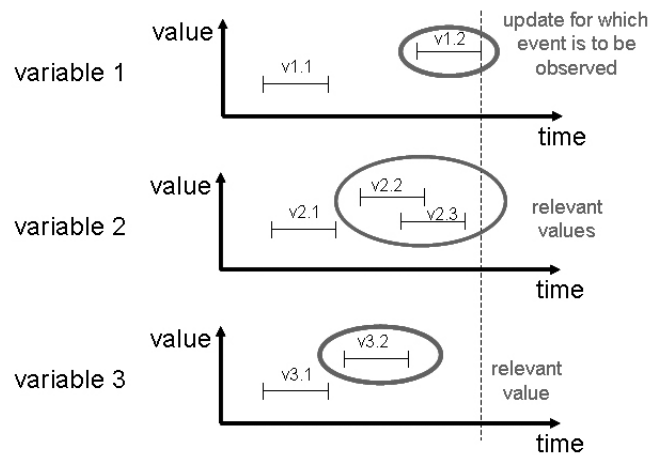 value
v1.2
update for which
event is to be
observed
variable 1
v1.1
time
value
v2.2
variable 2
v2.1
v2.3
relevant
values
time
value
v3.2
variable 3
v3.1
relevant
value
time